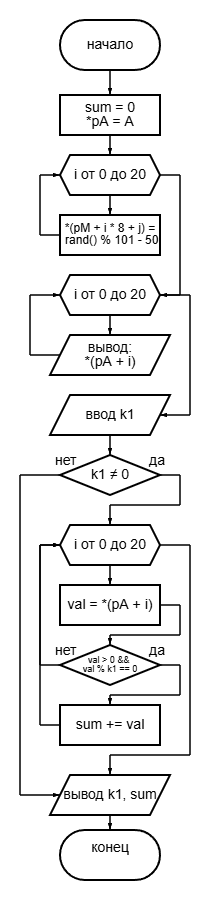 начало
sum = 0
*pA = A
i от 0 до 20
*(pM + i * 8 + j) =
rand() % 101 - 50
i от 0 до 20
вывод:
*(pA + i)
ввод k1
нет
да
k1 ≠ 0
i от 0 до 20
val = *(pA + i)
нет
да
val > 0 &&
val % k1 == 0
sum += val
вывод k1, sum
конец